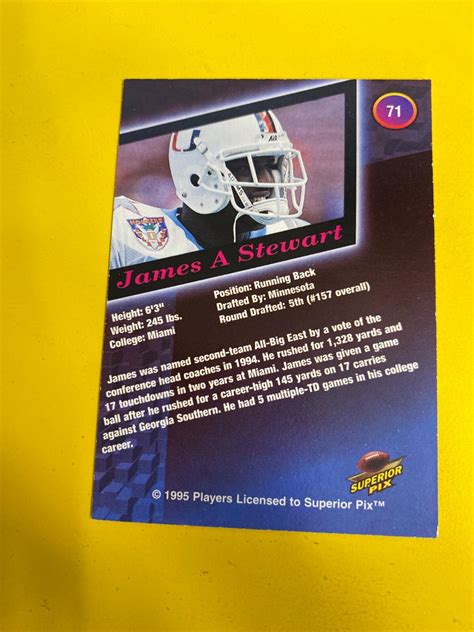 71
James A Stewart
Height: 6'3" Position: Running Back
Weight: 245 lbs. Drafted By: Minnesota
College: Miami Round Drafted: 5th (#157 overall)
James was named second-team All-Big East by a vote of the
conference head coaches in 1994. He rushed for 1,328 yards and
17 touchdowns in two years at Miami. James was given a game
ball after he rushed for a career-high 145 yards on 17 carries
against Georgia Southern. He had 5 multiple-TD games in his college
career.
SUPERIOR
PIX
© 1995 Players Licensed to Superior Pix™